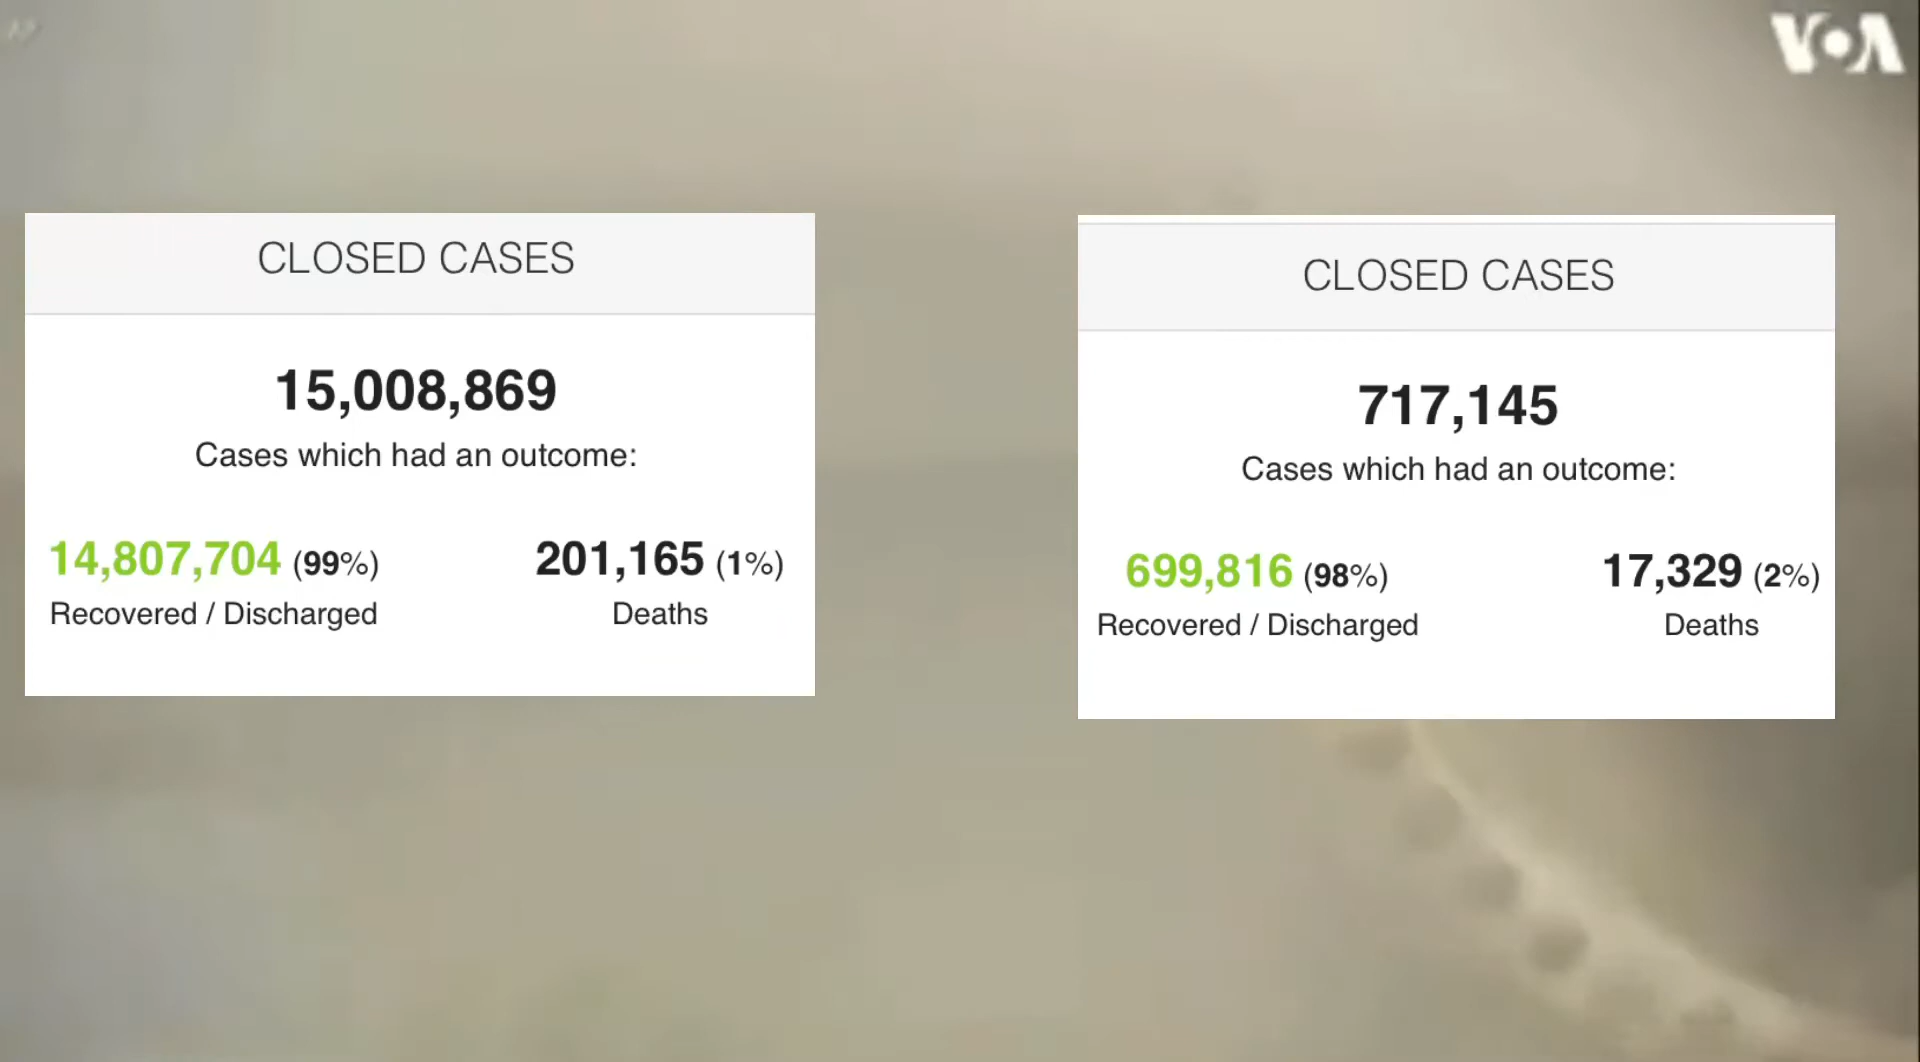 VOA
CLOSED CASES
15,008,869
Cases which had an outcome:
14,807,704 (99%)
Recovered / Discharged
201,165 (1%)
Deaths
CLOSED CASES
717,145
Cases which had an outcome:
699,816 (98%)
Recovered / Discharged
17,329 (2%)
Deaths